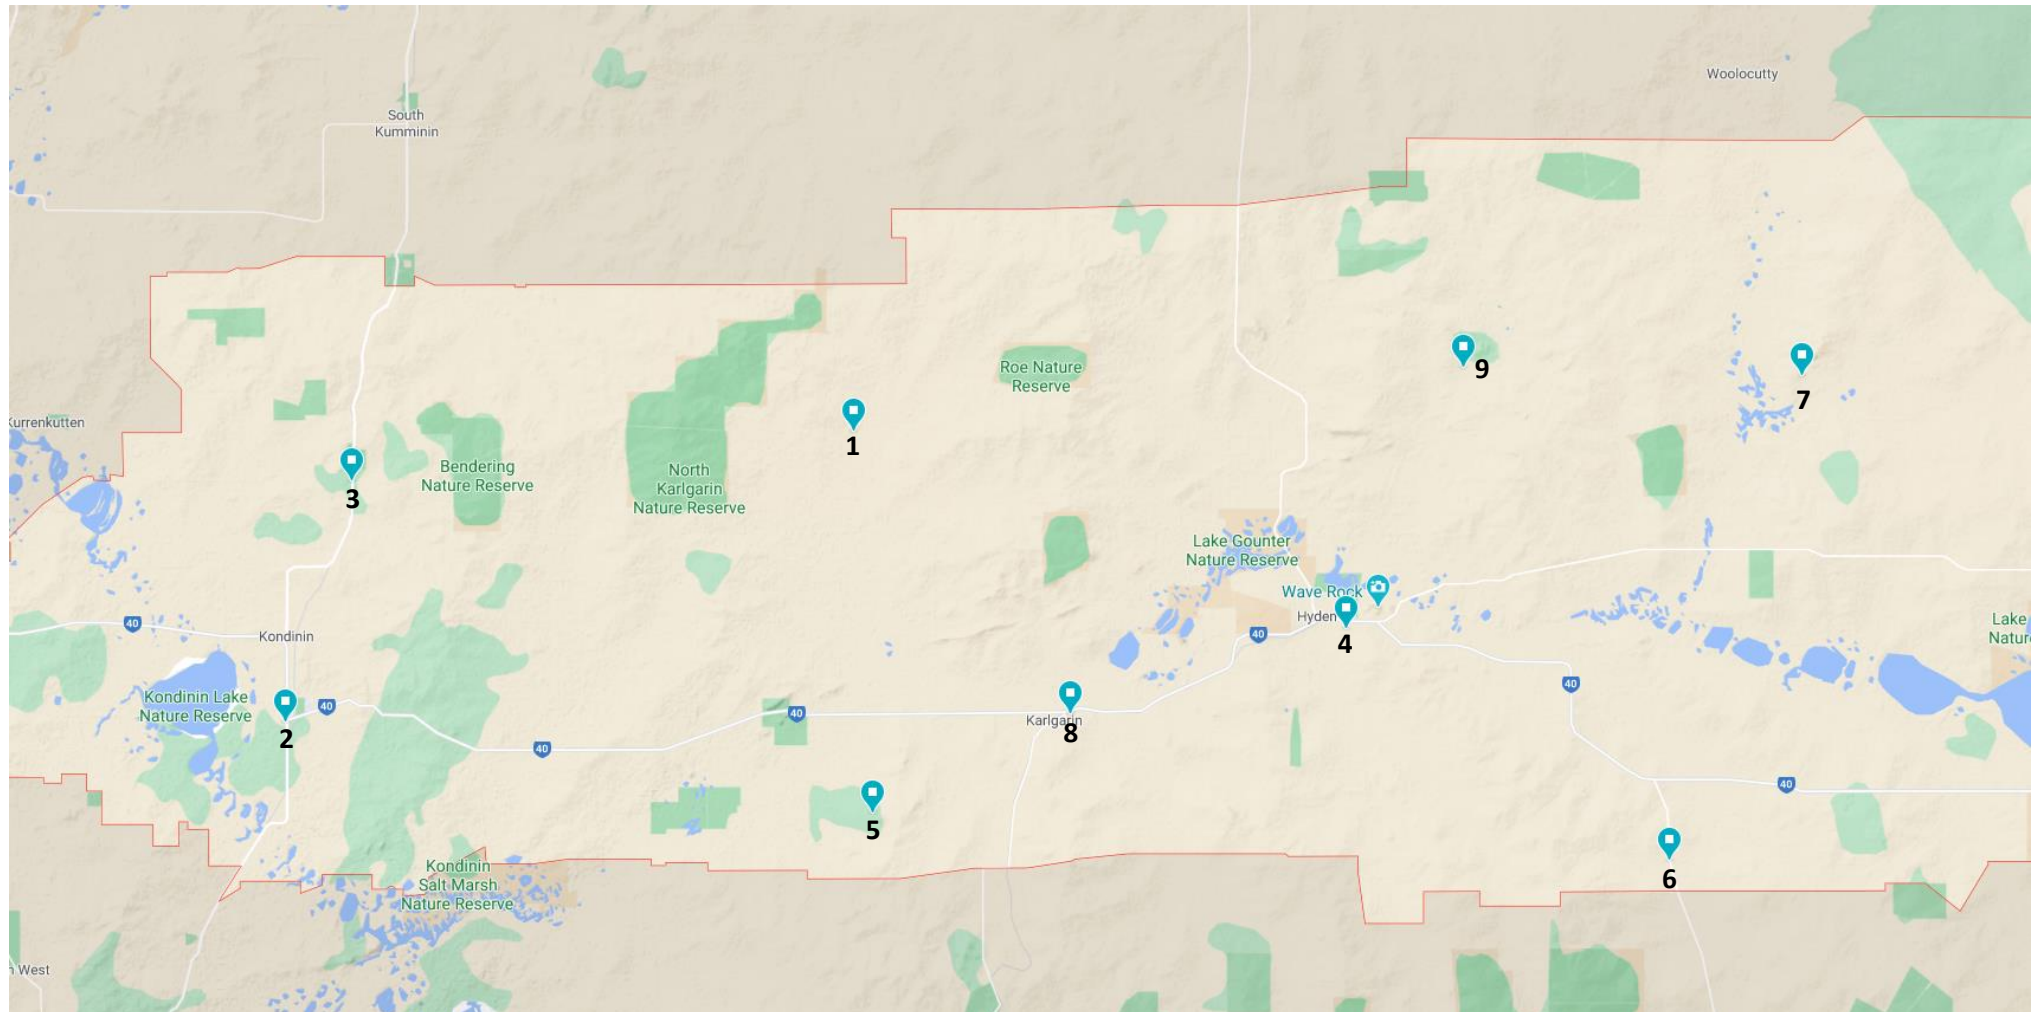 Woolocutty
South
Kumminin
Roe Nature
Reserve
9
7
1
Kurrenkutten
Bendering
Nature Reserve
North
Karlgarin
Nature Reserve
3
Lake Gounter
Nature Reserve
Wave Rock
Hyden
4
40
Kondinin
40
Lake
Natur
Kondinin Lake
Nature Reserve
40
2
40
Karlgarin
8
40
40
40
5
6
Kondinin
Salt Marsh
Nature Reserve
West